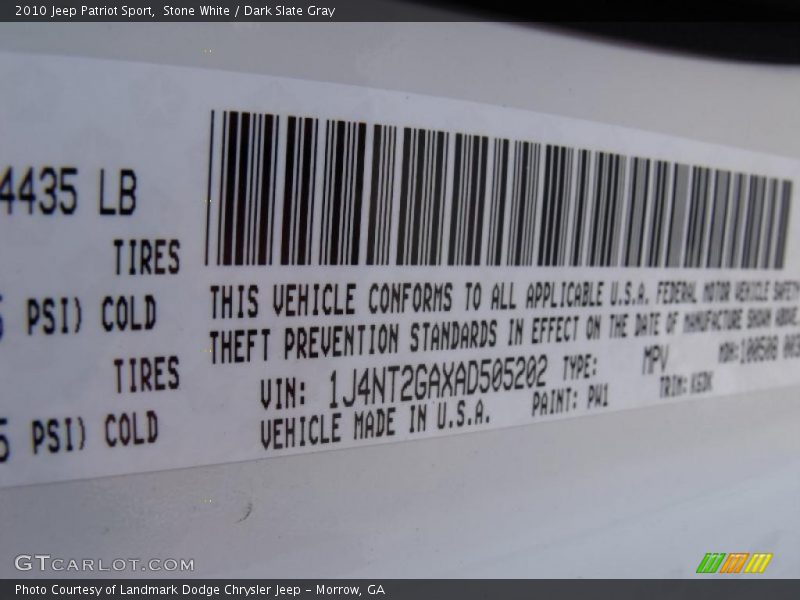 2010 Jeep Patriot Sport, Stone White / Dark Slate Gray
4435 LB
TIRES
PSI) COLD
TIRES
5 PSI) COLD
THIS VEHICLE CONFORMS TO ALL APPLICABLE U.S.A. FEDERAL MOTOR VEHICLE SAFETY
THEFT PREVENTION STANDARDS IN EFFECT ON THE DATE OF MANUFACTURE SHOWN ABOVE.
VIN: 1J4NT2GAXAD505202 TYPE: MPV
VEHICLE MADE IN U.S.A. PAINT: PW1 TRIM:
GTCARLOT.COM
Photo Courtesy of Landmark Dodge Chrysler Jeep - Morrow, GA